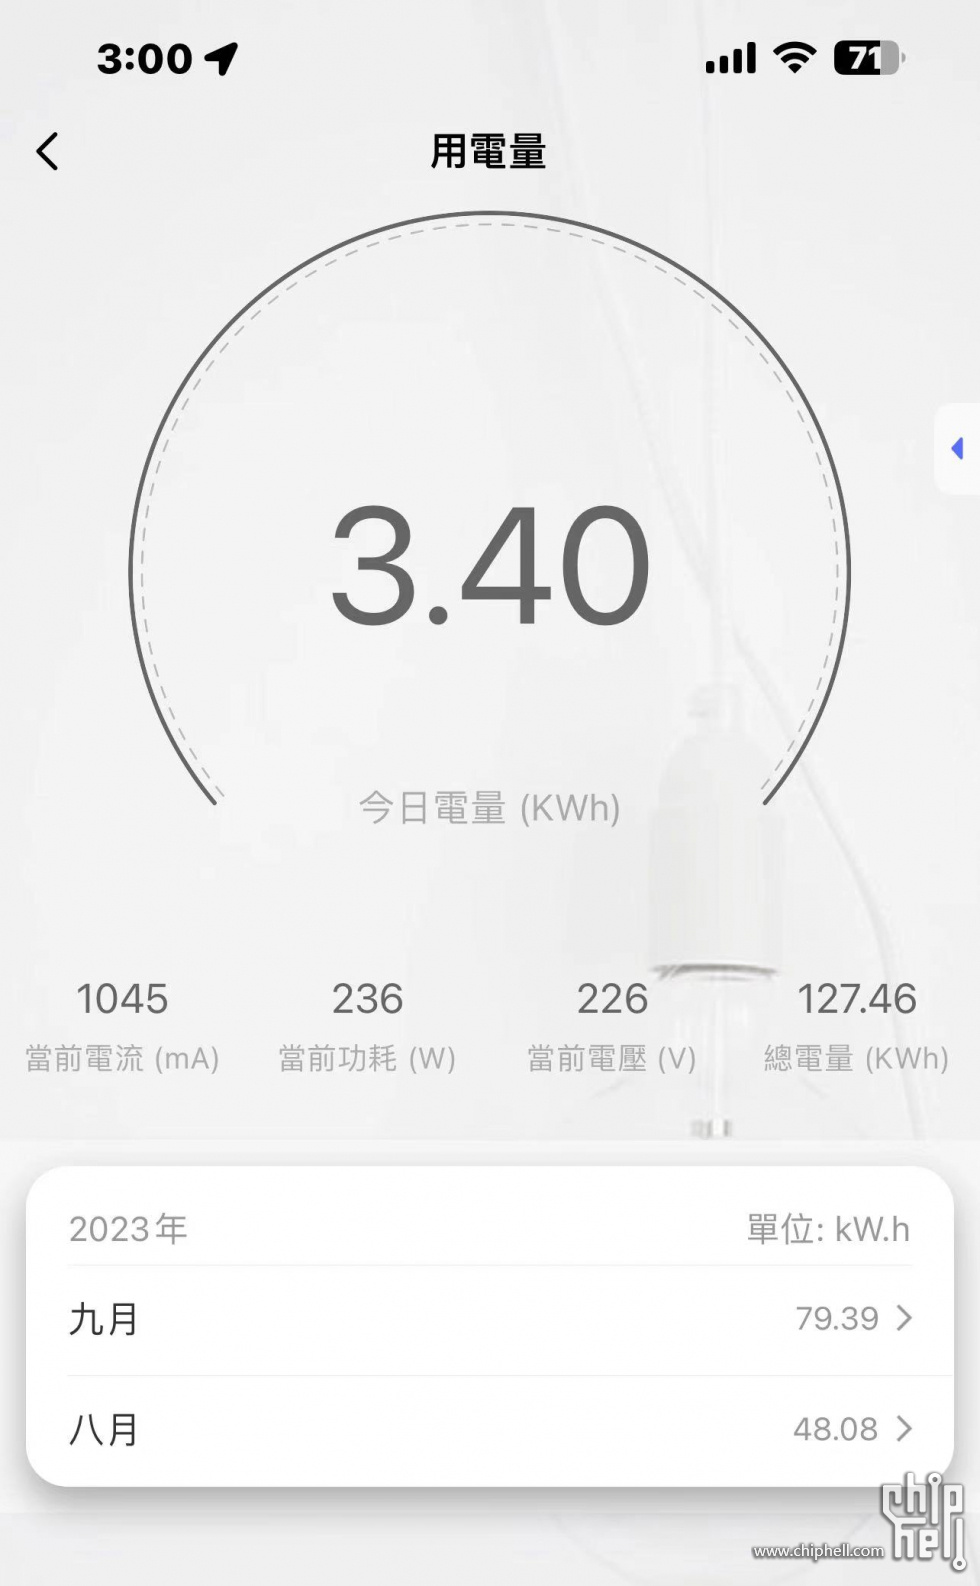 3:00 71
用電量
3.40
今日電量 (KWh)
1045 236 226 127.46
當前電流 (mA) 當前功耗 (W) 當前電壓 (V) 總電量 (KWh)
2023年 單位: kW.h
九月 79.39
八月 48.08
chip
hell
www.chiphell.com